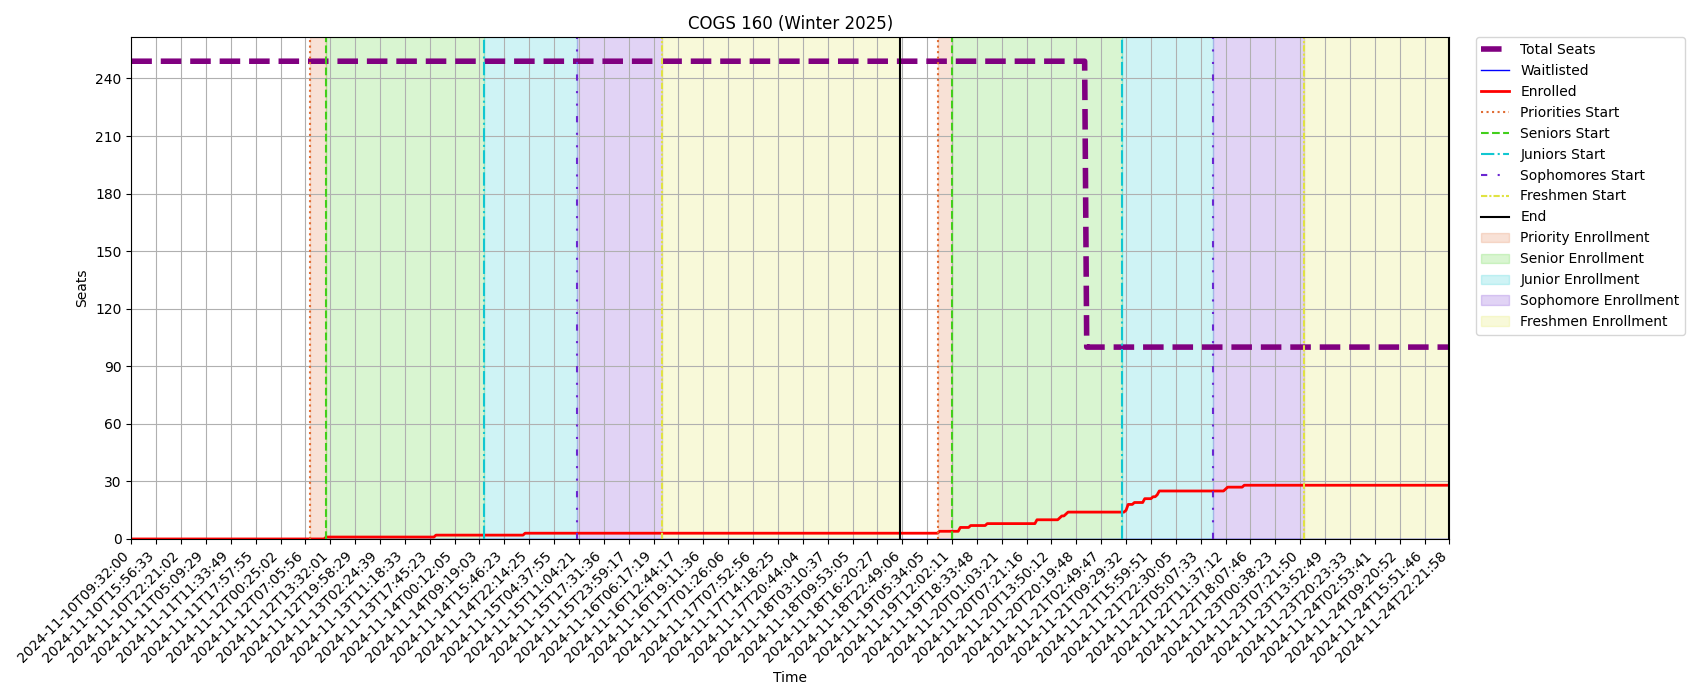 COGS 160 (Winter 2025)
Seats
240
210
180
150
120
90
60
30
0
2024-11-10T09:32:00
2024-11-10T15:56:33
2024-11-10T22:21:02
2024-11-11T05:09:29
2024-11-11T11:33:49
2024-11-11T17:57:55
2024-11-12T00:25:02
2024-11-12T07:05:56
2024-11-12T13:32:01
2024-11-12T19:58:29
2024-11-13T02:24:39
2024-11-13T11:18:33
2024-11-13T17:45:23
2024-11-14T00:12:05
2024-11-14T09:19:03
2024-11-14T15:46:23
2024-11-14T22:14:25
2024-11-15T04:37:55
2024-11-15T11:04:21
2024-11-15T17:31:36
2024-11-15T23:59:17
2024-11-16T06:17:19
2024-11-16T12:44:17
2024-11-16T19:11:36
2024-11-17T01:26:06
2024-11-17T07:52:56
2024-11-17T14:18:25
2024-11-17T20:44:04
2024-11-18T03:10:37
2024-11-18T09:53:05
2024-11-18T16:20:27
2024-11-18T22:49:06
2024-11-19T05:34:05
2024-11-19T12:02:11
2024-11-19T18:33:48
2024-11-20T01:03:21
2024-11-20T07:21:16
2024-11-20T13:50:12
2024-11-20T20:19:48
2024-11-21T02:49:47
2024-11-21T09:29:32
2024-11-21T15:59:51
2024-11-21T22:30:05
2024-11-22T05:07:33
2024-11-22T11:37:12
2024-11-22T18:07:46
2024-11-23T00:38:23
2024-11-23T07:21:50
2024-11-23T13:52:49
2024-11-23T20:23:33
2024-11-24T02:53:41
2024-11-24T09:20:52
2024-11-24T15:51:46
2024-11-24T22:21:58
Time
Total Seats
Waitlisted
Enrolled
Priorities Start
Seniors Start
Juniors Start
Sophomores Start
Freshmen Start
End
Priority Enrollment
Senior Enrollment
Junior Enrollment
Sophomore Enrollment
Freshmen Enrollment